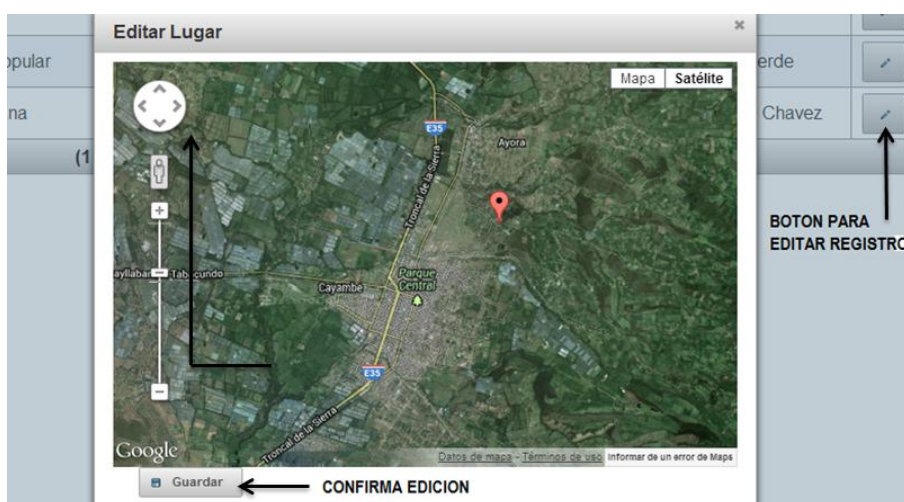 Editar Lugar
opular
erde
na
Chavez
(1
Mapa
Satélite
E35
Ayora
Troncal de la Sierra
BOTON PARA
EDITAR REGISTRO
ayllabar
Tabacundo
Cayambe
Parque
Central
E35
Troncal de la Sierra
Google
Datos de mapa - Términos de uso
Informar de un error de Maps
Guardar
CONFIRMA EDICION